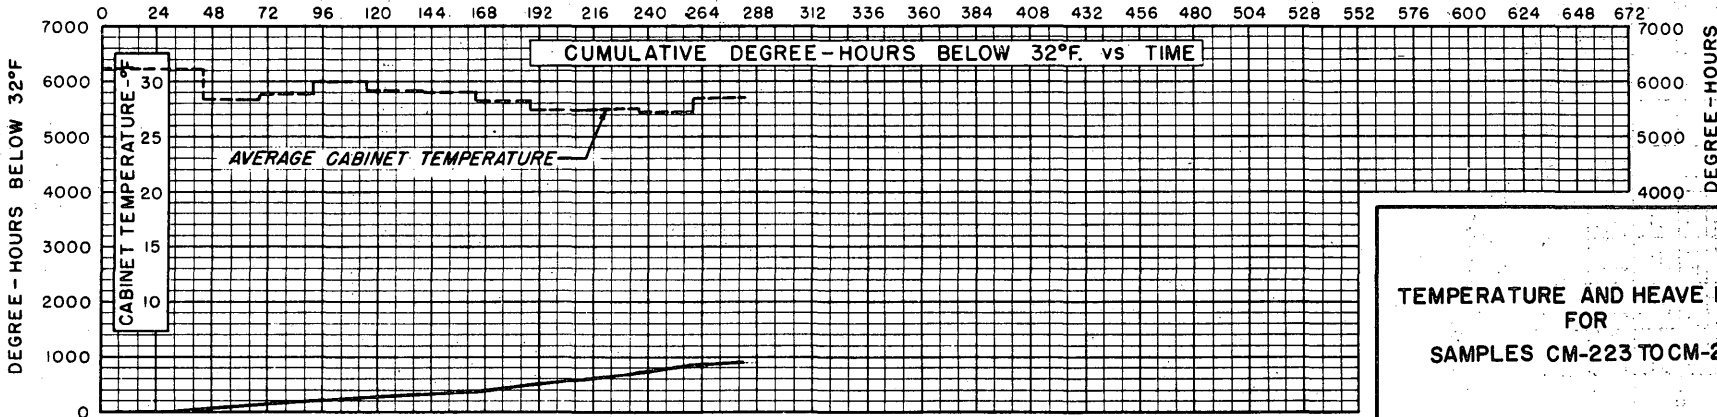 0 24 48 72 96 120 144 168 192 216 240 264 288 312 336 360 384 408 432 456 480 504 528 552 576 600 624 648 672
CUMULATIVE DEGREE-HOURS BELOW 32°F. vs TIME
DEGREE-HOURS BELOW 32°F
7000
6000
5000
4000
3000
2000
1000
0
CABINET TEMPERATURE-°F
30
25
20
15
10
AVERAGE CABINET TEMPERATURE
7000
6000
5000
4000
DEGREE-HOURS
TEMPERATURE AND HEAVE
FOR
SAMPLES CM-223 TO CM-2